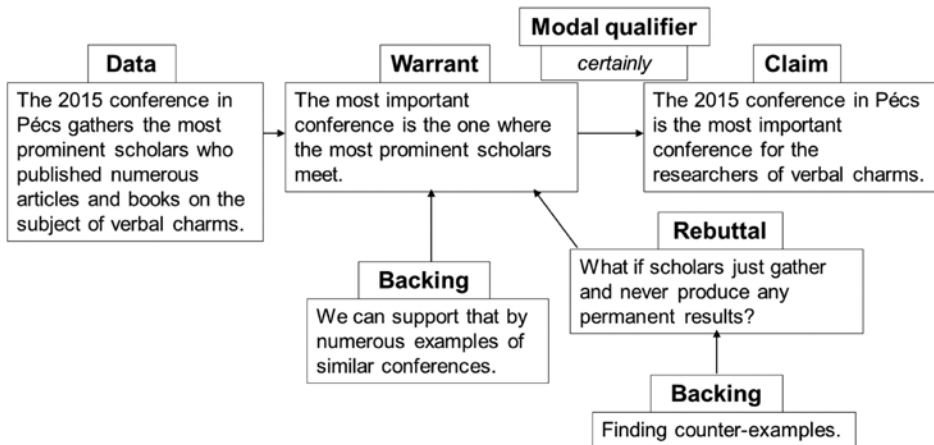 Modal qualifier
certainly
Data
The 2015 conference in
Pécs gathers the most
prominent scholars who
published numerous
articles and books on the
subject of verbal charms.
Warrant
The most important
conference is the one where
the most prominent scholars
meet.
Claim
The 2015 conference in Pécs
is the most important
conference for the
researchers of verbal charms.
Backing
We can support that by
numerous examples of
similar conferences.
Rebuttal
What if scholars just gather
and never produce any
permanent results?
Backing
Finding counter-examples.